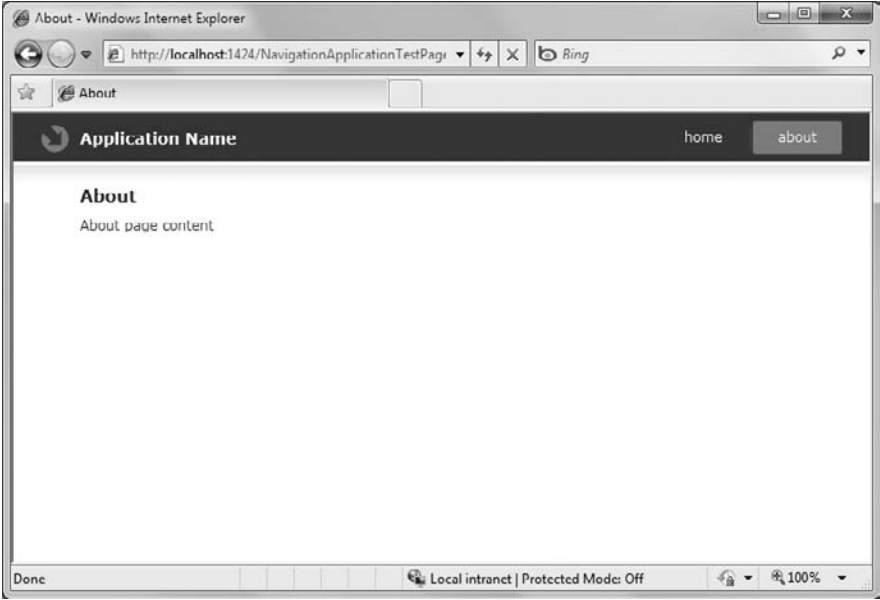 About - Windows Internet Explorer
http://localhost:1424/NavigationApplicationTestPage
Bing
About
Application Name
home
about
About
About page content
Done
Local intranet | Protected Mode: Off
100%